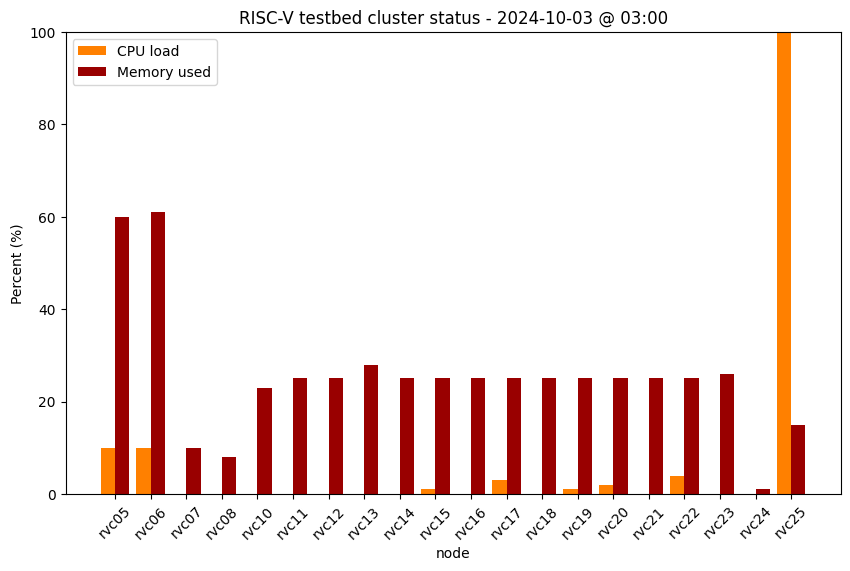 RISC-V testbed cluster status - 2024-10-03 @ 03:00
CPU load
Memory used
Percent (%)
100
80
60
40
20
0
rvc05
rvc06
rvc07
rvc08
rvc10
rvc11
rvc12
rvc13
rvc14
rvc15
rvc16
rvc17
rvc18
rvc19
rvc20
rvc21
rvc22
rvc23
rvc24
rvc25
node